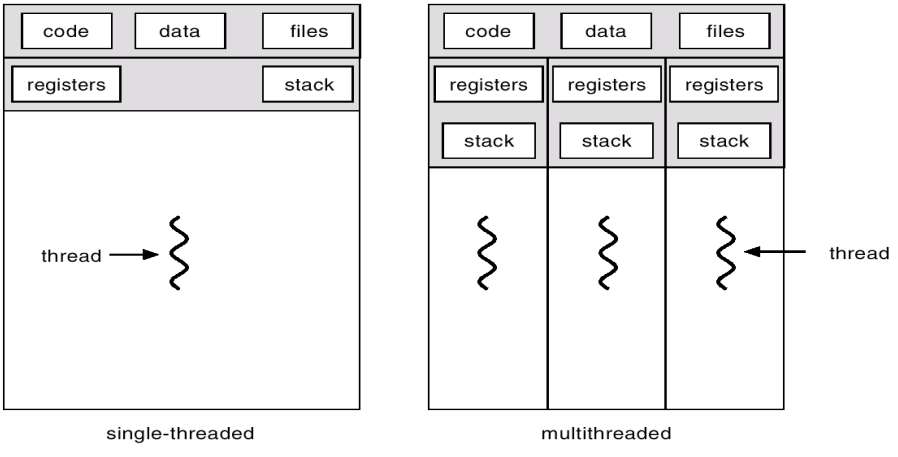 code data files
registers stack
thread
single-threaded
code data files
registers registers registers
stack stack stack
thread
multithreaded